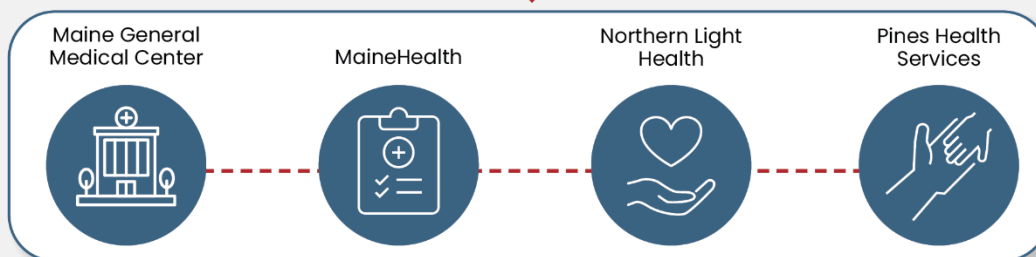 Maine General
Medical Center
MaineHealth
Northern Light
Health
Pines Health
Services